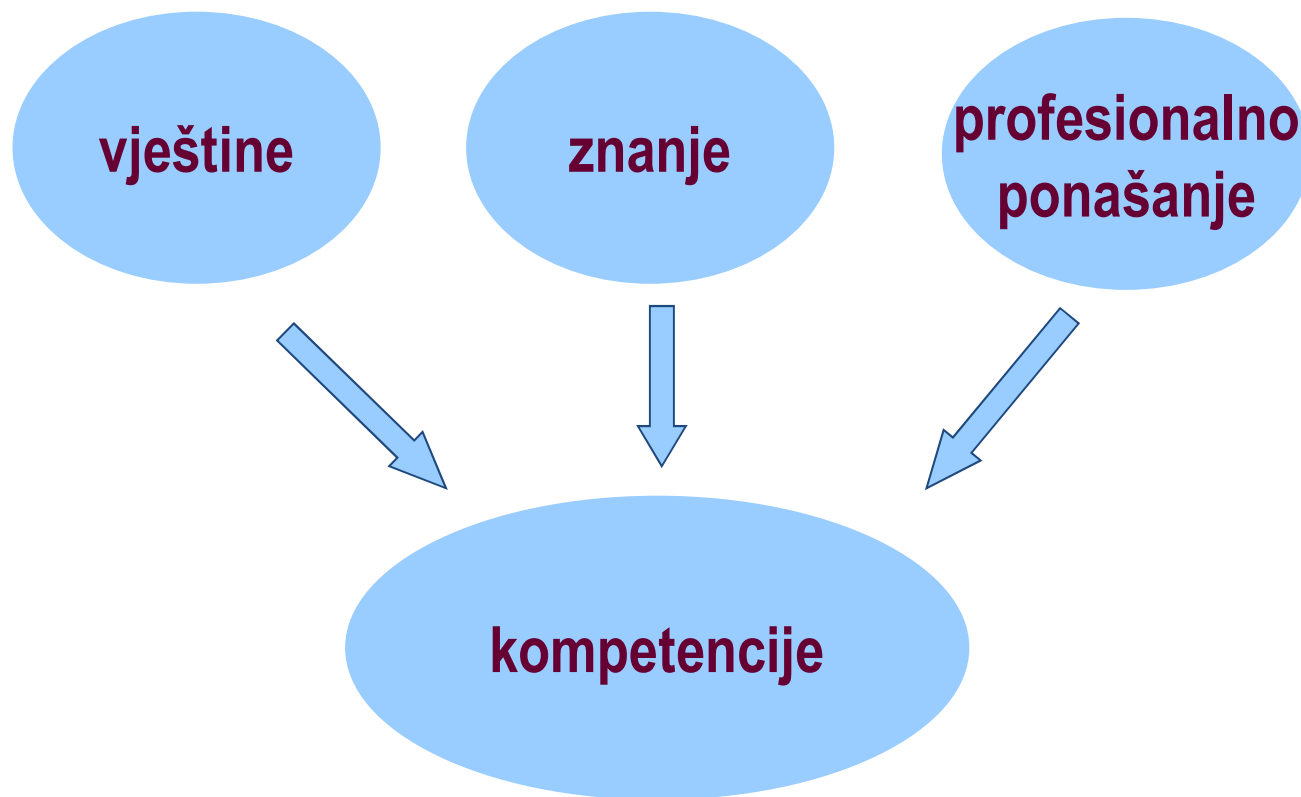 vještine
znanje
profesionalno
ponašanje
kompetencije